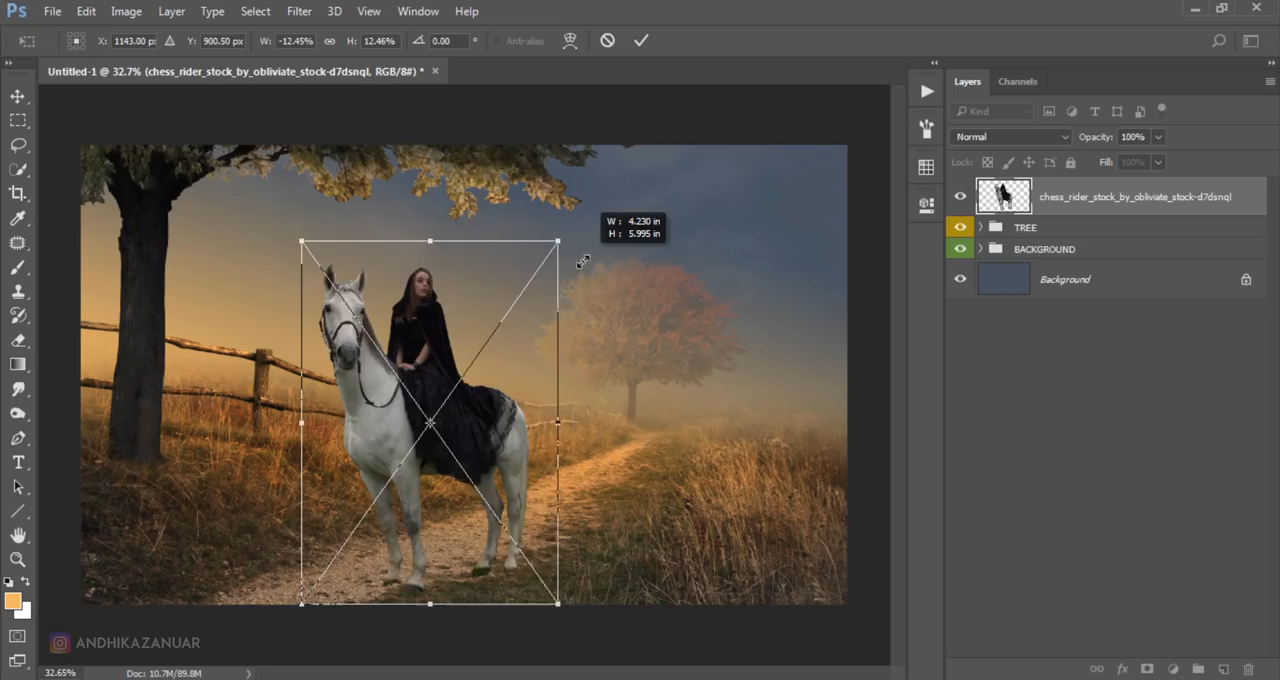 Ps File Edit Image Layer Type Select Filter 3D View Window Help
X: 1143.00 p: Y: 900.50 px W: -12.45% H: 12.46% 0.00 ° Anti-alias
Untitled-1 @ 32.7% (chess_rider_stock_by_obliviate_stock-d7dsnql, RGB/8#) * ×
Layers Channels
Kind
Normal Opacity: 100%
Lock: Fill: 100%
chess_rider_stock_by_obliviate_stock-d7dsnql
TREE
BACKGROUND
Background
W : 4.230 in
H : 5.995 in
ANDHIKAZANUAR
32.65% Doc: 10.7M/89.8M